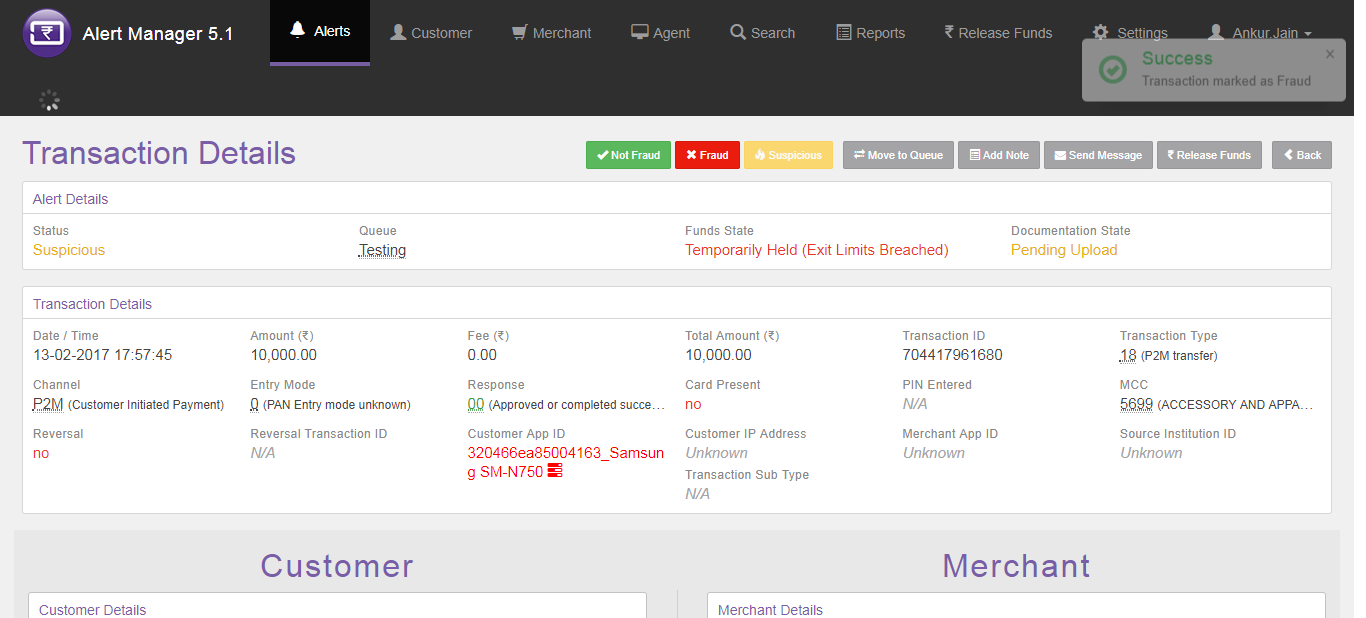 Alert Manager 5.1
Alerts
Customer
Merchant
Agent
Search
Reports
₹ Release Funds
Settings
Ankur.Jain
Success
Transaction marked as Fraud
×
Transaction Details
Not Fraud
Fraud
Suspicious
Move to Queue
Add Note
Send Message
₹ Release Funds
Back
Alert Details
Status
Queue
Funds State
Documentation State
Suspicious
Testing
Temporarily Held (Exit Limits Breached)
Pending Upload
Transaction Details
Date / Time
Amount (₹)
Fee (₹)
Total Amount (₹)
Transaction ID
Transaction Type
13-02-2017 17:57:45
10,000.00
0.00
10,000.00
704417961680
18 (P2M transfer)
Channel
Entry Mode
Response
Card Present
PIN Entered
MCC
P2M (Customer Initiated Payment)
0 (PAN Entry mode unknown)
00 (Approved or completed succe…
no
N/A
5699 (ACCESSORY AND APPA…
Reversal
Reversal Transaction ID
Customer App ID
Customer IP Address
Merchant App ID
Source Institution ID
no
N/A
320466ea85004163_Samsun
g SM-N750
Unknown
Unknown
Unknown
Transaction Sub Type
N/A
Customer
Merchant
Customer Details
Merchant Details